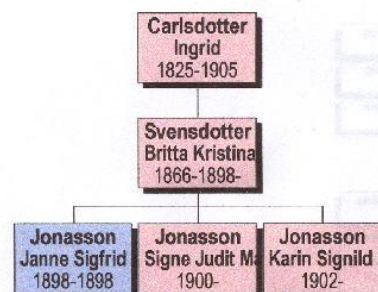 Carlsdotter
Ingrid
1825-1905
Svensdotter
Britta Kristina
1866-1898-
Jonasson
Janne Sigfrid
1898-1898
Jonasson
Signe Judit Ma
1900-
Jonasson
Karin Signild
1902-